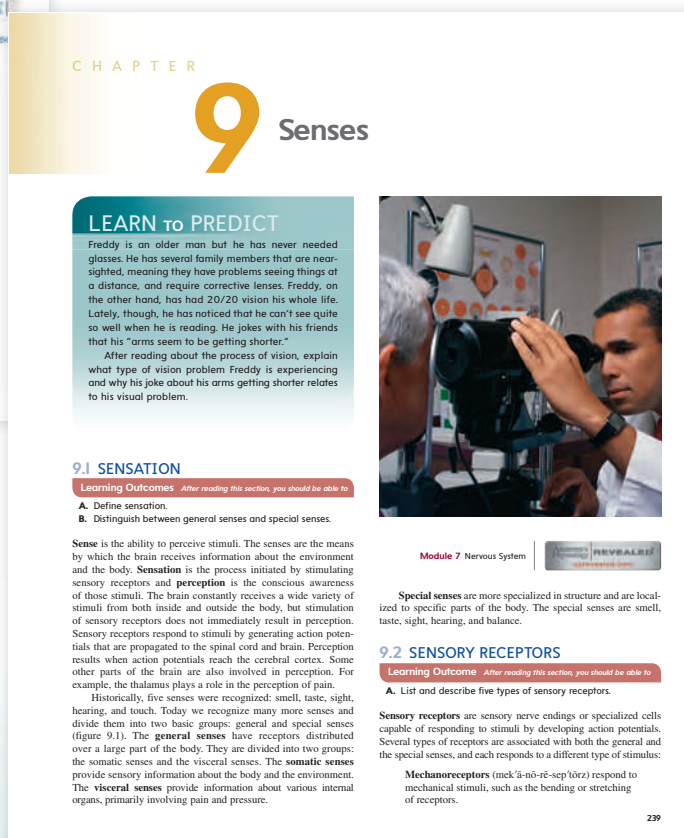 CHAPTER
9
Senses
LEARN TO PREDICT
Freddy is an older man but he has never needed
glasses. He has several family members that are near-
sighted, meaning they have problems seeing things at
a distance, and require corrective lenses. Freddy, on
the other hand, has had 20/20 vision his whole life.
Lately, though, he has noticed that he can't see quite
so well when he is reading. He jokes with his friends
that his “arms seem to be getting shorter.”
After reading about the process of vision, explain
what type of vision problem Freddy is experiencing
and why his joke about his arms getting shorter relates
to his visual problem.
9.1 SENSATION
Learning Outcomes After reading this section, you should be able to
A. Define sensation.
B. Distinguish between general senses and special senses.
Sense is the ability to perceive stimuli. The senses are the means
by which the brain receives information about the environment
and the body. Sensation is the process initiated by stimulating
sensory receptors and perception is the conscious awareness
of those stimuli. The brain constantly receives a wide variety of
stimuli from both inside and outside the body, but stimulation
of sensory receptors does not immediately result in perception.
Sensory receptors respond to stimuli by generating action poten-
tials that are propagated to the spinal cord and brain. Perception
results when action potentials reach the cerebral cortex. Some
other parts of the brain are also involved in perception. For
example, the thalamus plays a role in the perception of pain.
Historically, five senses were recognized: smell, taste, sight,
hearing, and touch. Today we recognize many more senses and
divide them into two basic groups: general and special senses
(figure 9.1). The general senses have receptors distributed
over a large part of the body. They are divided into two groups:
the somatic senses and the visceral senses. The somatic senses
provide sensory information about the body and the environment.
The visceral senses provide information about various internal
organs, primarily involving pain and pressure.
Module 7 Nervous System
REVEALED
Special senses are more specialized in structure and are local-
ized to specific parts of the body. The special senses are smell,
taste, sight, hearing, and balance.
9.2 SENSORY RECEPTORS
Learning Outcome After reading this section, you should be able to
A. List and describe five types of sensory receptors.
Sensory receptors are sensory nerve endings or specialized cells
capable of responding to stimuli by developing action potentials.
Several types of receptors are associated with both the general and
the special senses, and each responds to a different type of stimulus:
Mechanoreceptors (mek′ă-nō-rē-sep′tōrz) respond to
mechanical stimuli, such as the bending or stretching
of receptors.
239